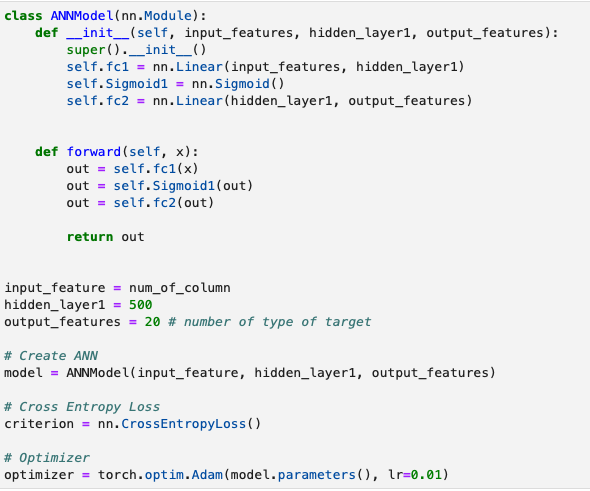 class ANNModel(nn.Module):
    def __init__(self, input_features, hidden_layer1, output_features):
        super().__init__()
        self.fc1 = nn.Linear(input_features, hidden_layer1)
        self.Sigmoid1 = nn.Sigmoid()
        self.fc2 = nn.Linear(hidden_layer1, output_features)
    def forward(self, x):
        out = self.fc1(x)
        out = self.Sigmoid1(out)
        out = self.fc2(out)
        return out
input_feature = num_of_column
hidden_layer1 = 500
output_features = 20 # number of type of target
# Create ANN
model = ANNModel(input_feature, hidden_layer1, output_features)
# Cross Entropy Loss
criterion = nn.CrossEntropyLoss()
# Optimizer
optimizer = torch.optim.Adam(model.parameters(), lr=0.01)